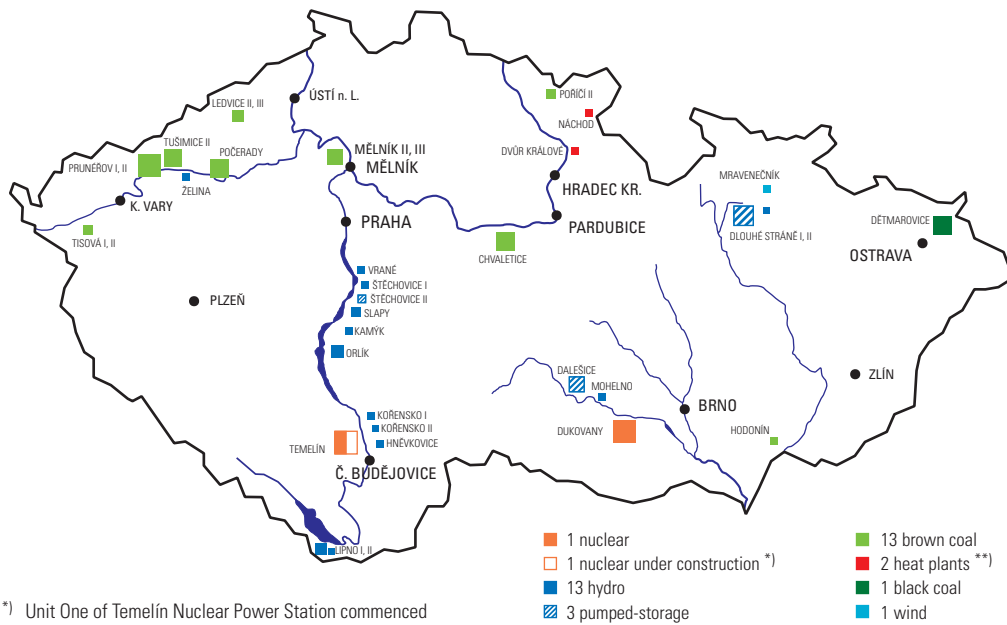 ÚSTÍ n. L.
LEDVICE II, III
TUŠIMICE II
PRUNÉŘOV I, II
POČERADY
ŽELINA
K. VARY
TISOVÁ I, II
MĚLNÍK II, III
MĚLNÍK
PRAHA
PLZEŇ
POŘÍČÍ II
NÁCHOD
DVŮR KRÁLOVÉ
HRADEC KR.
PARDUBICE
CHVALETICE
MRAVENEČNÍK
DLOUHÉ STRÁNĚ I, II
DĚTMAROVICE
OSTRAVA
VRANÉ
ŠTĚCHOVICE I
ŠTĚCHOVICE II
SLAPY
KAMÝK
ORLÍK
DALEŠICE
MOHELNO
DUKOVANY
BRNO
ZLÍN
HODONÍN
KOŘENSKO I
KOŘENSKO II
HNĚVKOVICE
TEMELÍN
Č. BUDĚJOVICE
LIPNO I, II
1 nuclear
1 nuclear under construction *)
13 hydro
3 pumped-storage
13 brown coal
2 heat plants **)
1 black coal
1 wind
*) Unit One of Temelín Nuclear Power Station commenced